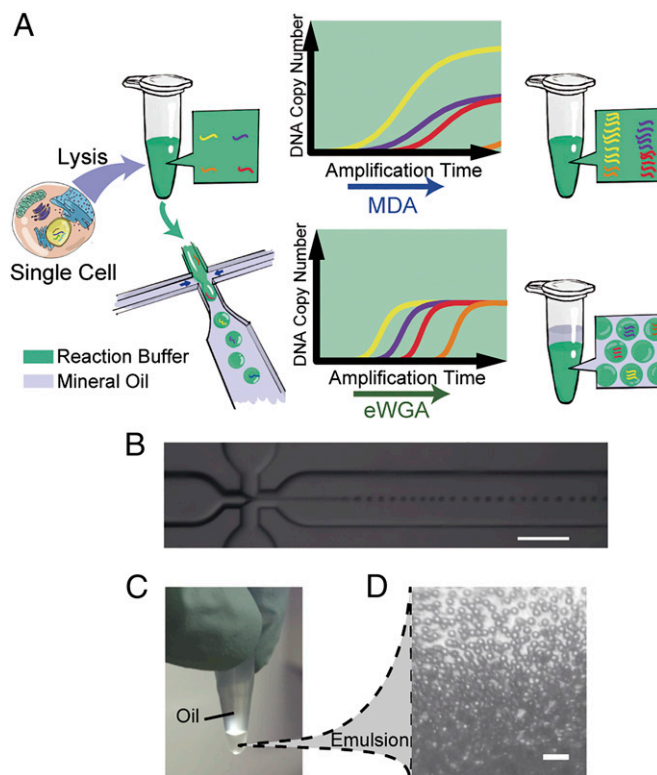 A
DNA Copy Number
Amplification Time
MDA
Lysis
Single Cell
Reaction Buffer
Mineral Oil
DNA Copy Number
Amplification Time
eWGA
B
C
D
Oil
Emulsion